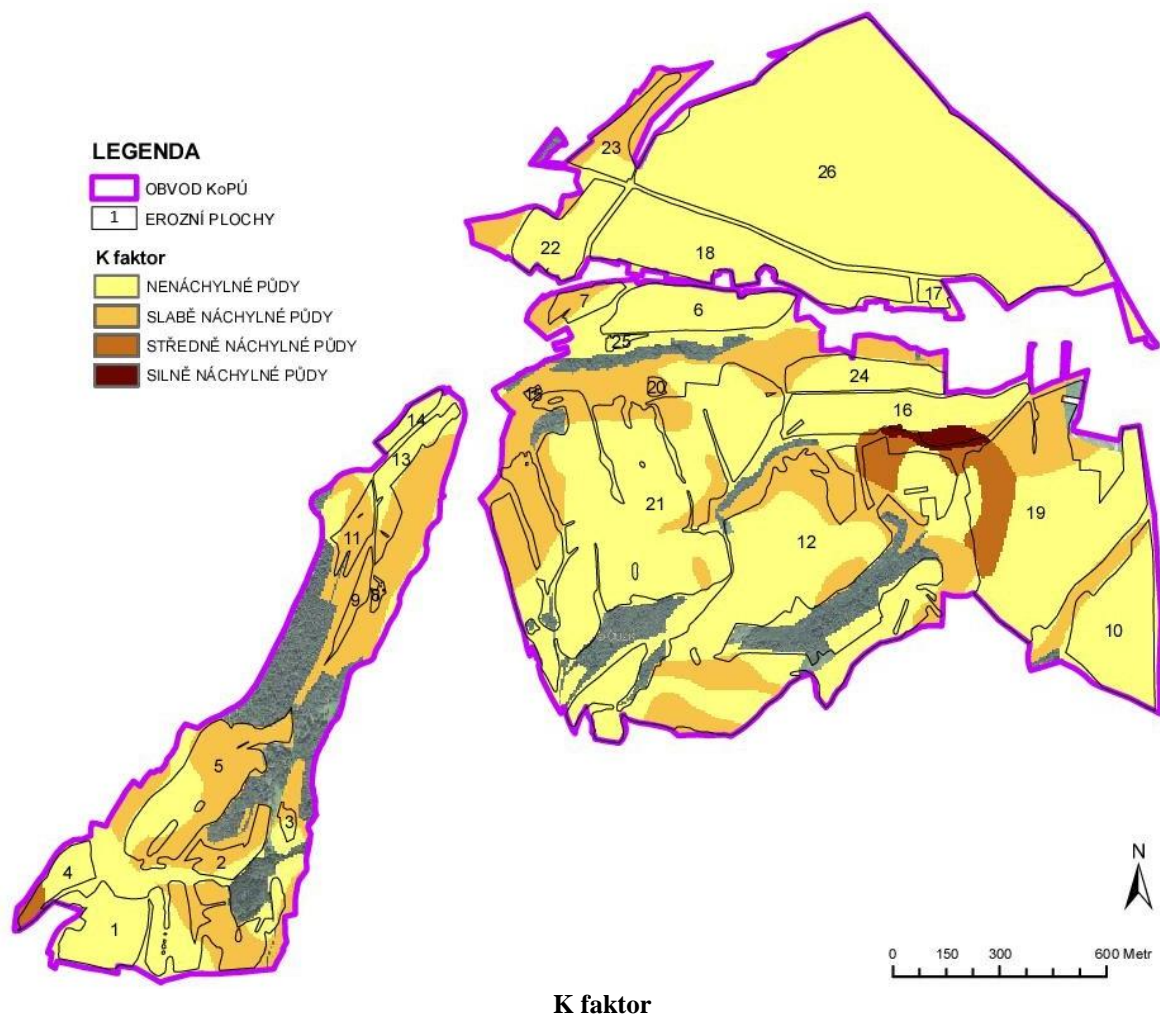 LEGENDA
OBVOD KoPÚ
1 EROZNÍ PLOCHY
K faktor
NENÁCHYLNÉ PŮDY
SLABĚ NÁCHYLNÉ PŮDY
STŘEDNĚ NÁCHYLNÉ PŮDY
SILNĚ NÁCHYLNÉ PŮDY
23
26
22
18
17
7
6
25
24
20
16
14
13
21
19
11
12
9
8
10
5
3
2
4
1
N
0 150 300 600 Metr
K faktor